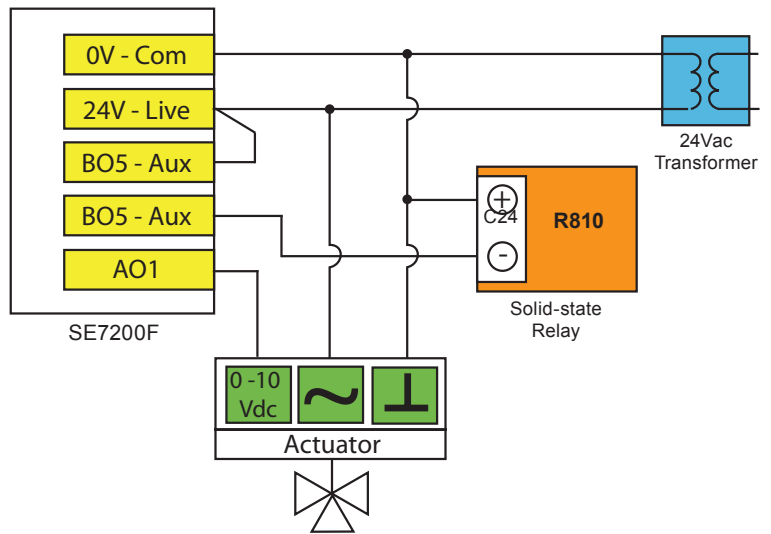 0V - Com
24V - Live
BO5 - Aux
BO5 - Aux
AO1
SE7200F
24Vac
Transformer
+
C24
R810
-
Solid-state
Relay
0 -10
Vdc
~
Actuator